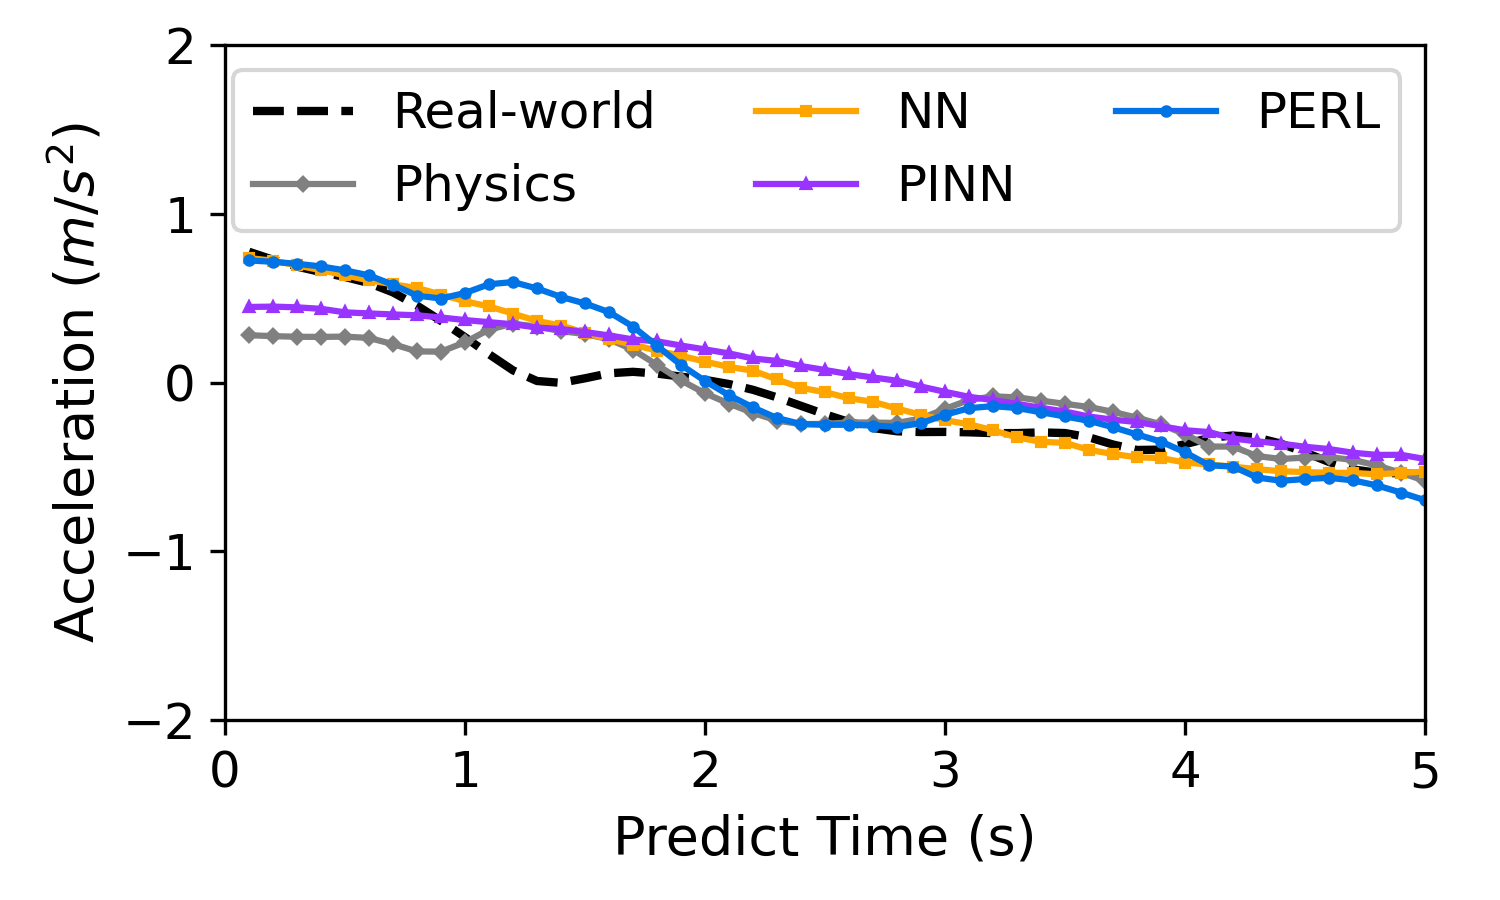 Acceleration (m/s²)
2
1
0
−1
−2
Real-world
Physics
NN
PINN
PERL
0 1 2 3 4 5
Predict Time (s)